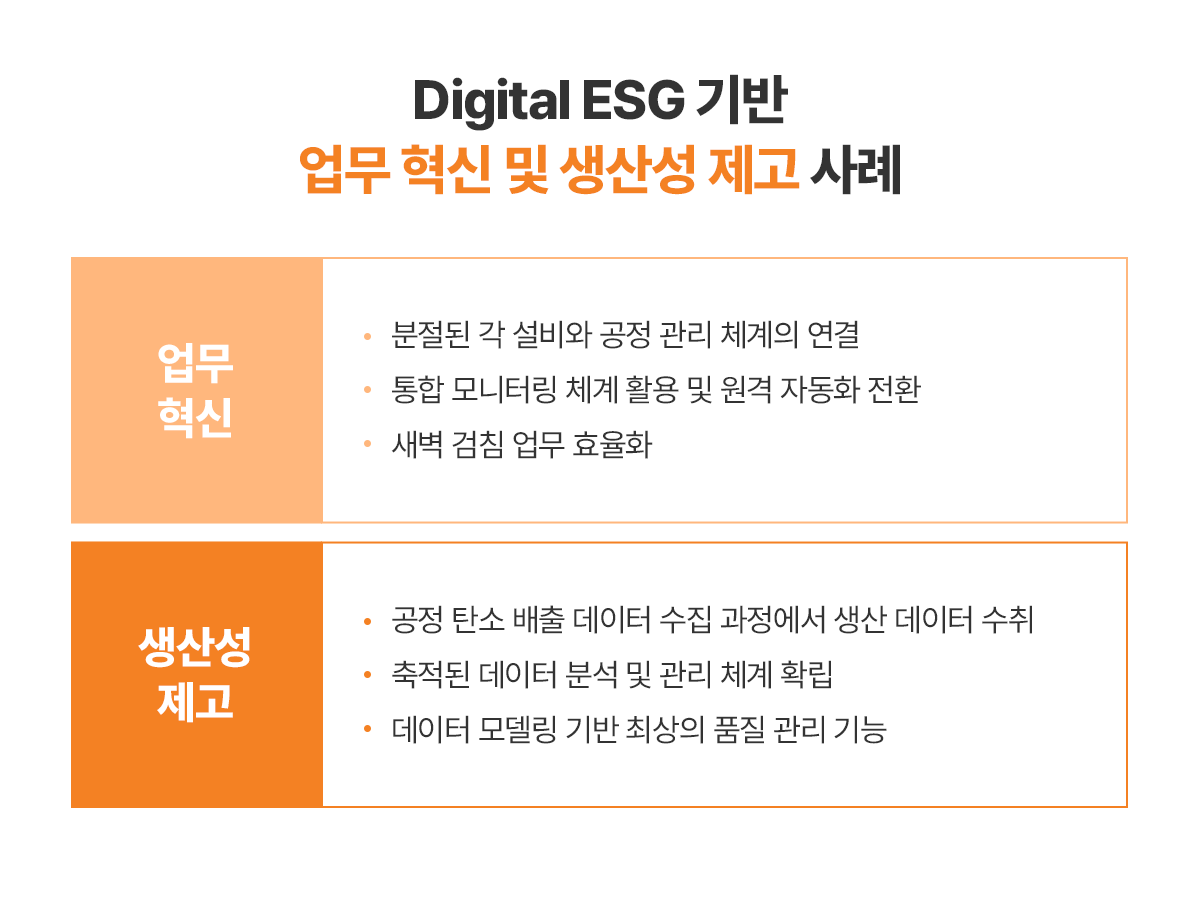 Digital ESG 기반
업무 혁신 및 생산성 제고 사례
업무
혁신
• 분절된 각 설비와 공정 관리 체계의 연결
• 통합 모니터링 체계 활용 및 원격 자동화 전환
• 새벽 검침 업무 효율화
생산성
제고
• 공정 탄소 배출 데이터 수집 과정에서 생산 데이터 수취
• 축적된 데이터 분석 및 관리 체계 확립
• 데이터 모델링 기반 최상의 품질 관리 기능